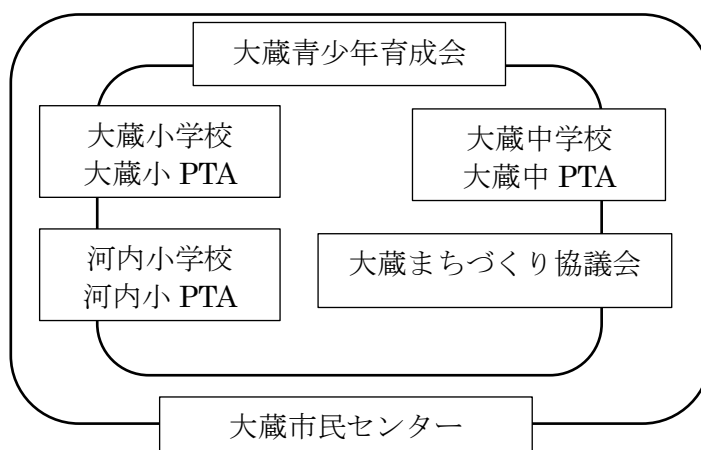 大蔵青少年育成会
大蔵小学校
大蔵小 PTA
大蔵中学校
大蔵中 PTA
河内小学校
河内小 PTA
大蔵まちづくり協議会
大蔵市民センター